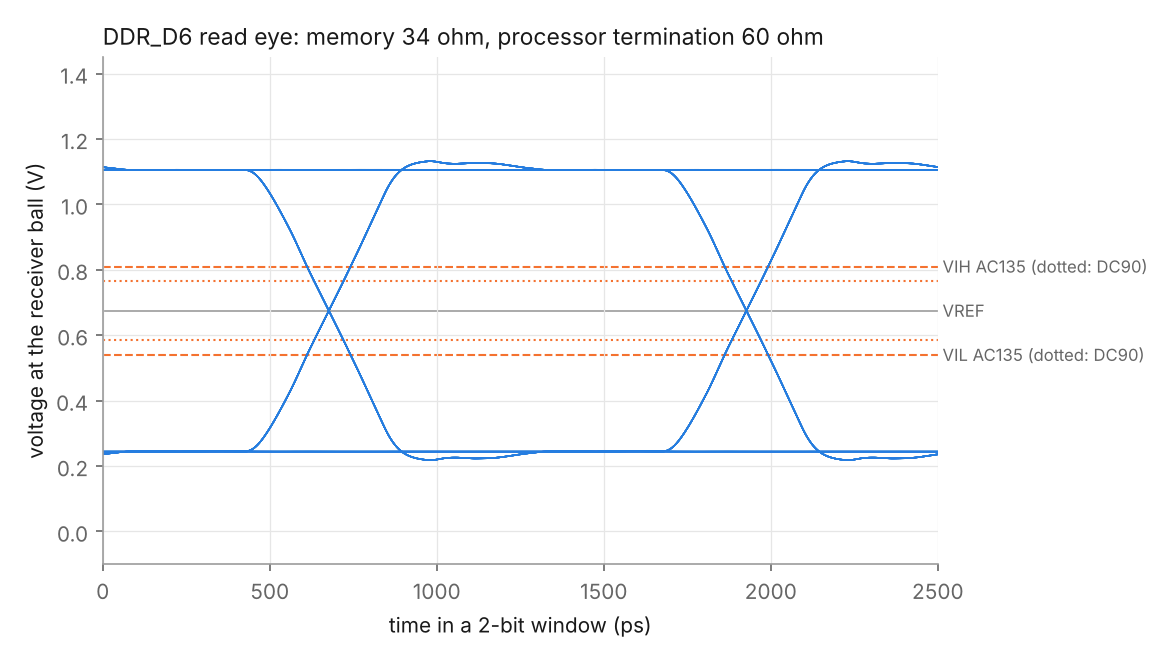 DDR_D6 read eye: memory 34 ohm, processor termination 60 ohm
voltage at the receiver ball (V)
1.4
1.2
1.0
0.8
0.6
0.4
0.2
0.0
VIH AC135 (dotted: DC90)
VREF
VIL AC135 (dotted: DC90)
0 500 1000 1500 2000 2500
time in a 2-bit window (ps)